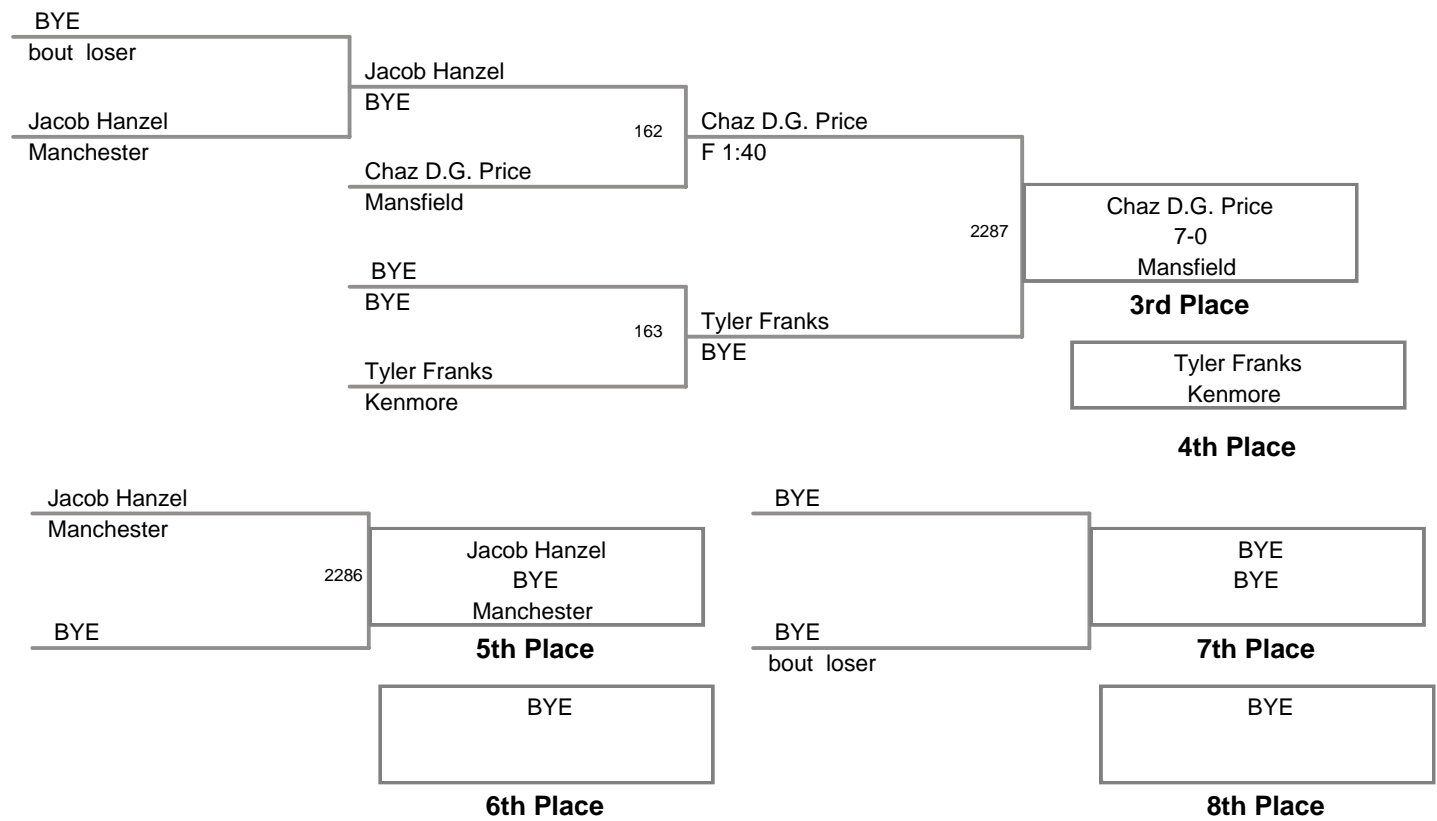 BYE
bout loser
Jacob Hanzel
BYE
Jacob Hanzel
Manchester
162
Chaz D.G. Price
F 1:40
Chaz D.G. Price
Mansfield
2287
Chaz D.G. Price
7-0
Mansfield
3rd Place
BYE
BYE
163
Tyler Franks
BYE
Tyler Franks
Kenmore
Tyler Franks
Kenmore
4th Place
Jacob Hanzel
Manchester
2286
BYE
Jacob Hanzel
BYE
Manchester
5th Place
BYE
6th Place
BYE
BYE
bout loser
BYE
BYE
7th Place
BYE
8th Place